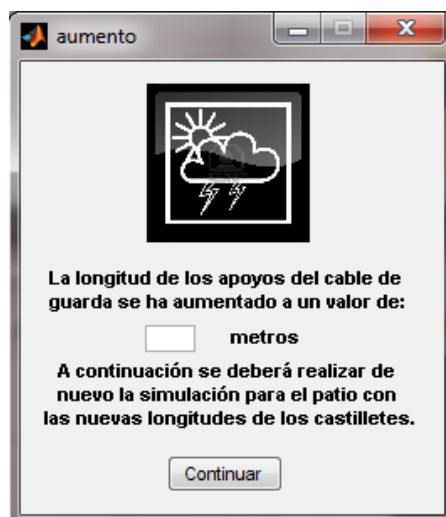 aumento
La longitud de los apoyos del cable de
guarda se ha aumentado a un valor de:
metros
A continuación se deberá realizar de
nuevo la simulación para el patio con
las nuevas longitudes de los castilletes.
Continuar